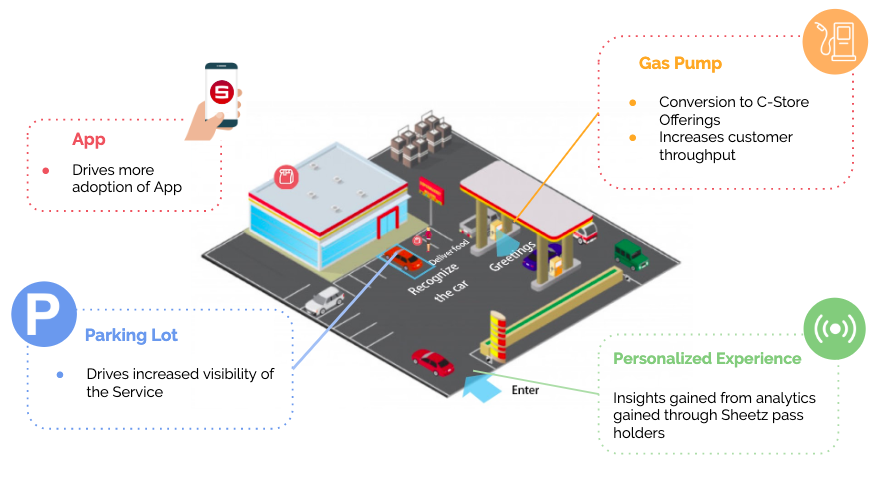 Gas Pump
Conversion to C-Store
Offerings
Increases customer
throughput
S
App
Drives more
adoption of App
Deliver food
Greetings
Recognize
the car
P
Parking Lot
Drives increased visibility of
the Service
Enter
Personalized Experience
Insights gained from analytics
gained through Sheetz pass
holders